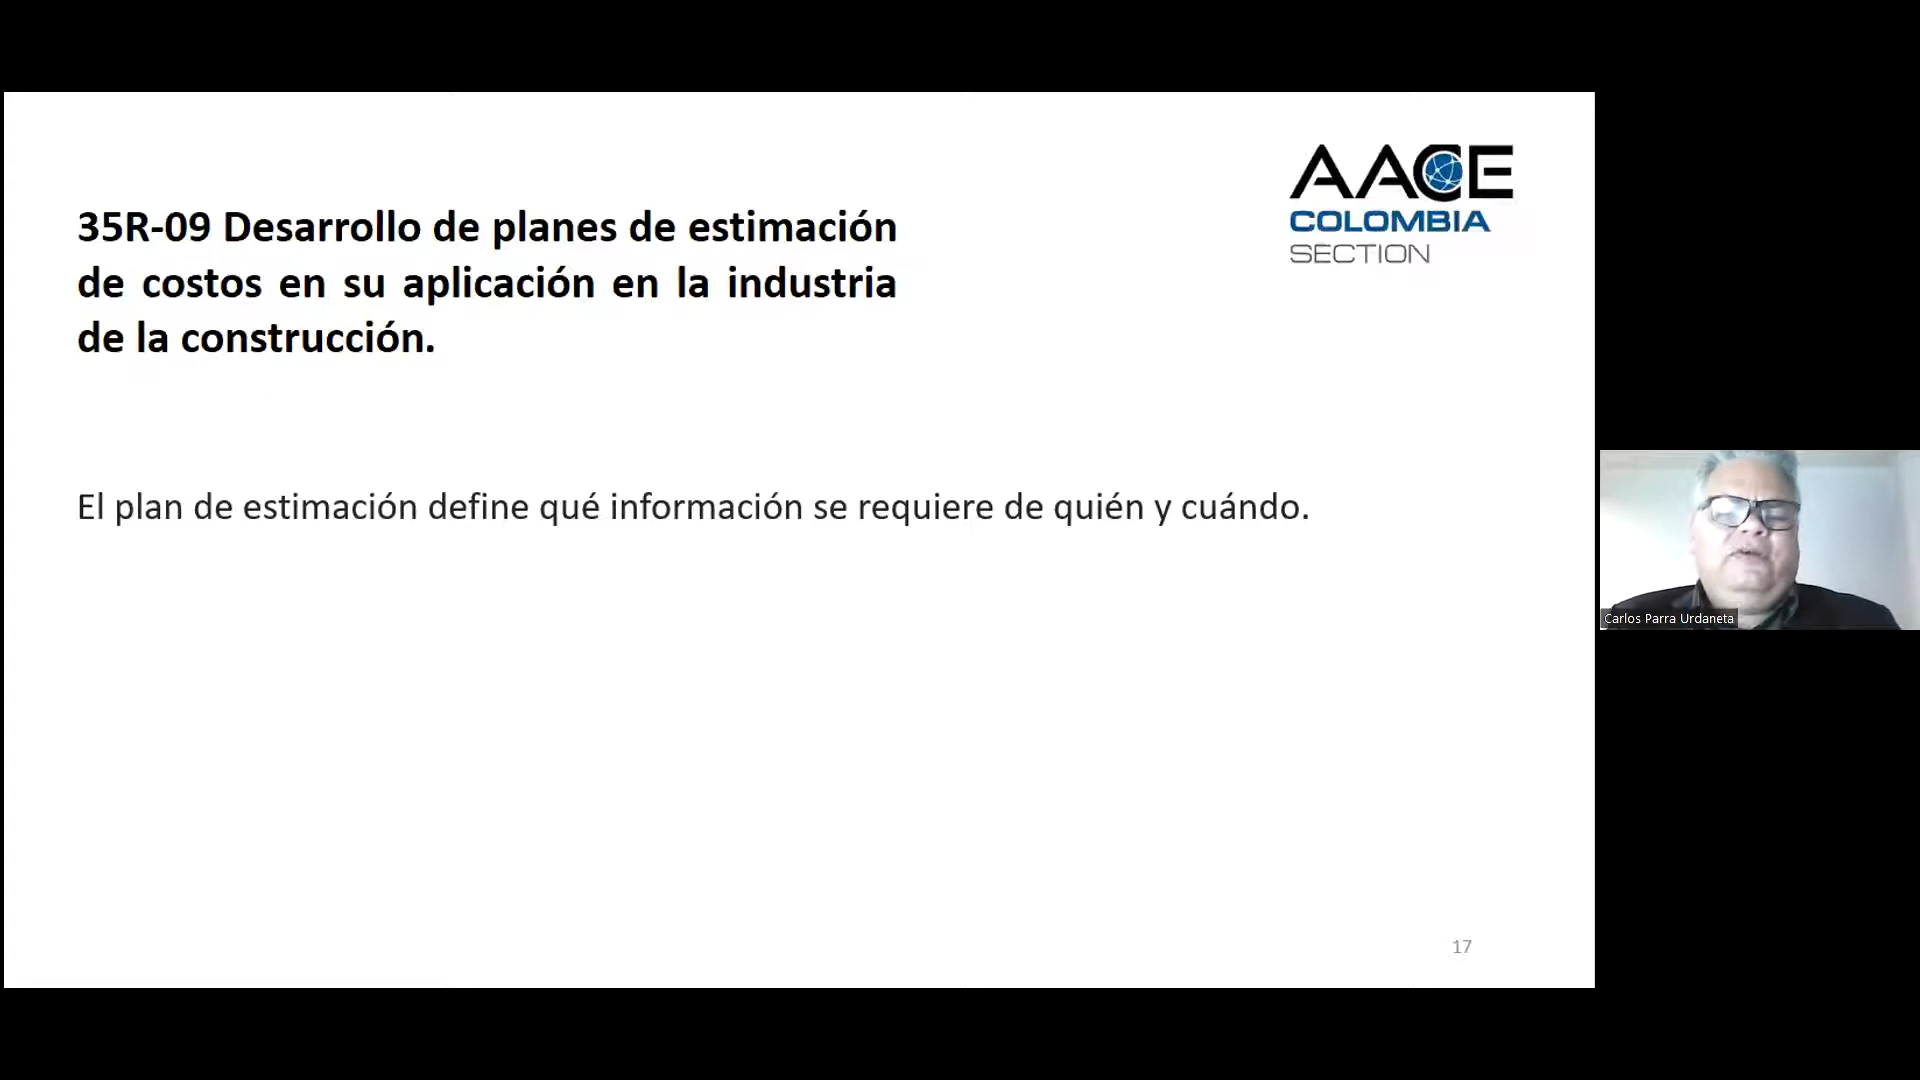 AACE
COLOMBIA
SECTION
35R-09 Desarrollo de planes de estimación
de costos en su aplicación en la industria
de la construcción.
El plan de estimación define qué información se requiere de quién y cuándo.
Carlos Parra Urdaneta
17